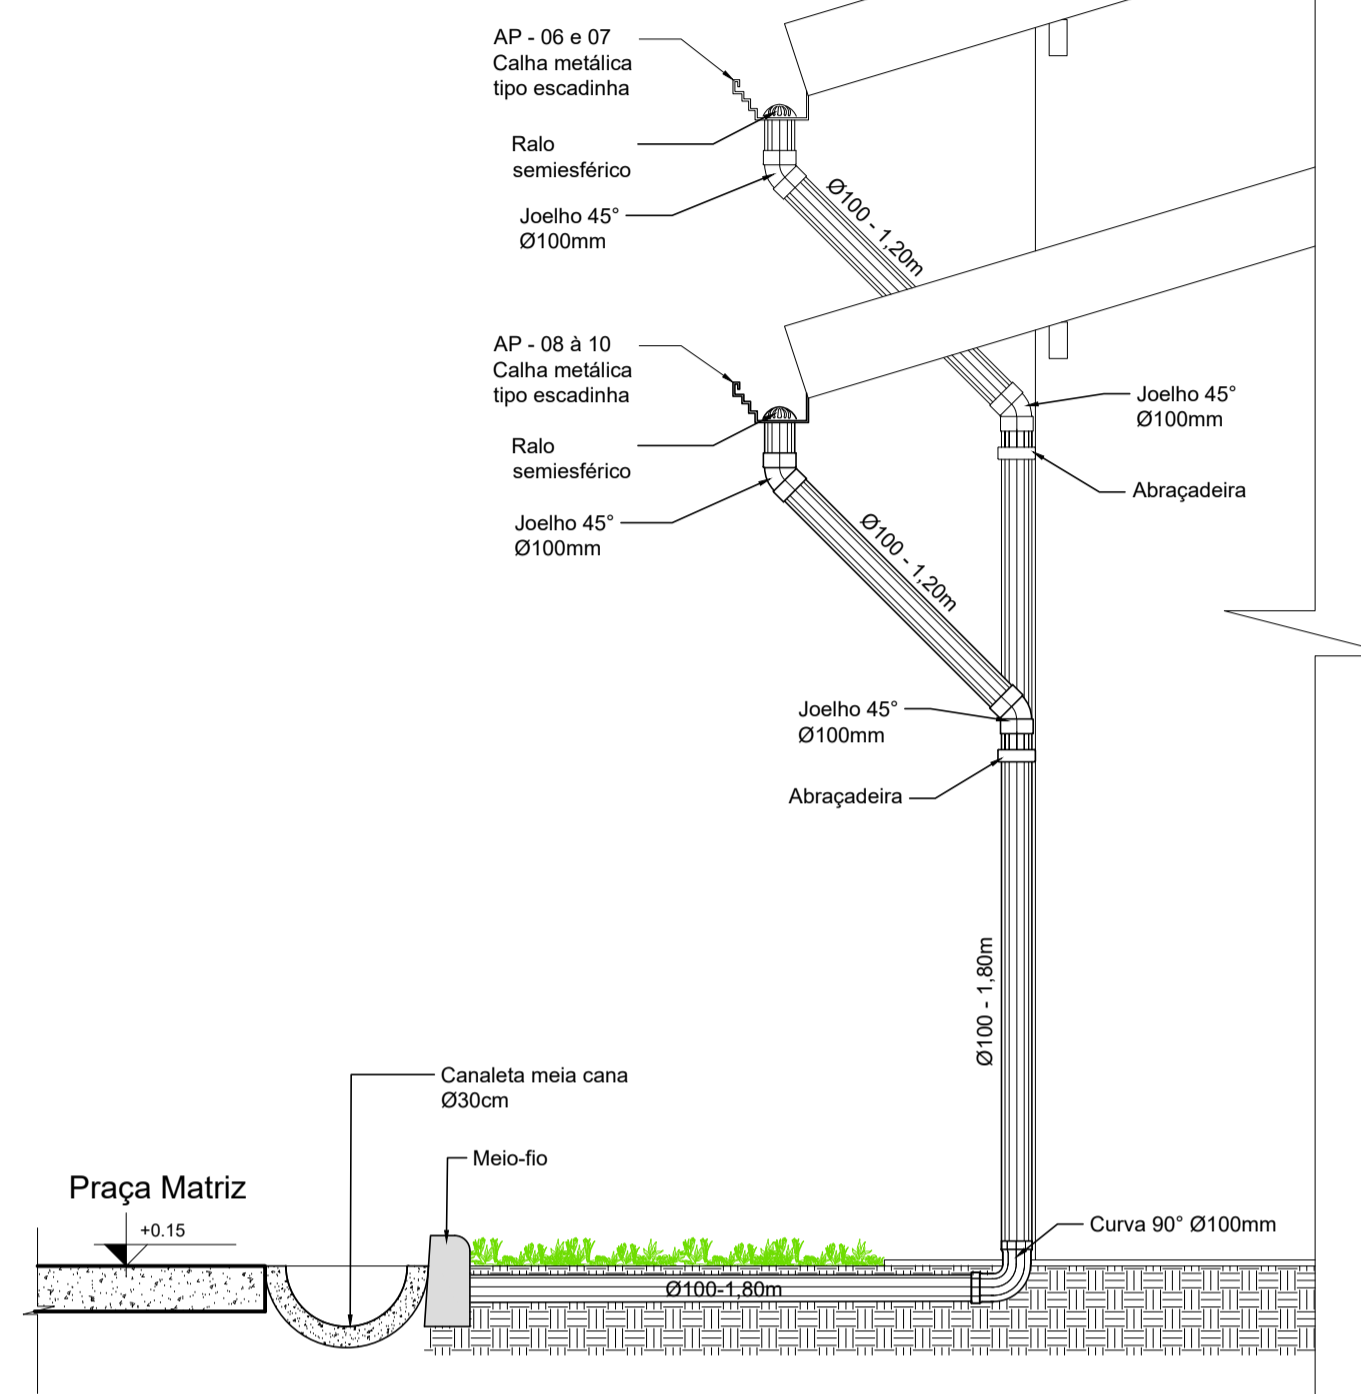 AP - 06 e 07
Calha metálica
tipo escadinha
Ralo
semiesférico
Joelho 45°
Ø100mm
Ø100 - 1,20m
AP - 08 à 10
Calha metálica
tipo escadinha
Ralo
semiesférico
Joelho 45°
Ø100mm
Ø100 - 1,20m
Joelho 45°
Ø100mm
Abraçadeira
Joelho 45°
Ø100mm
Abraçadeira
Ø100 - 1,80m
Canaleta meia cana
Ø30cm
Meio-fio
Praça Matriz
+0.15
Curva 90° Ø100mm
Ø100-1,80m